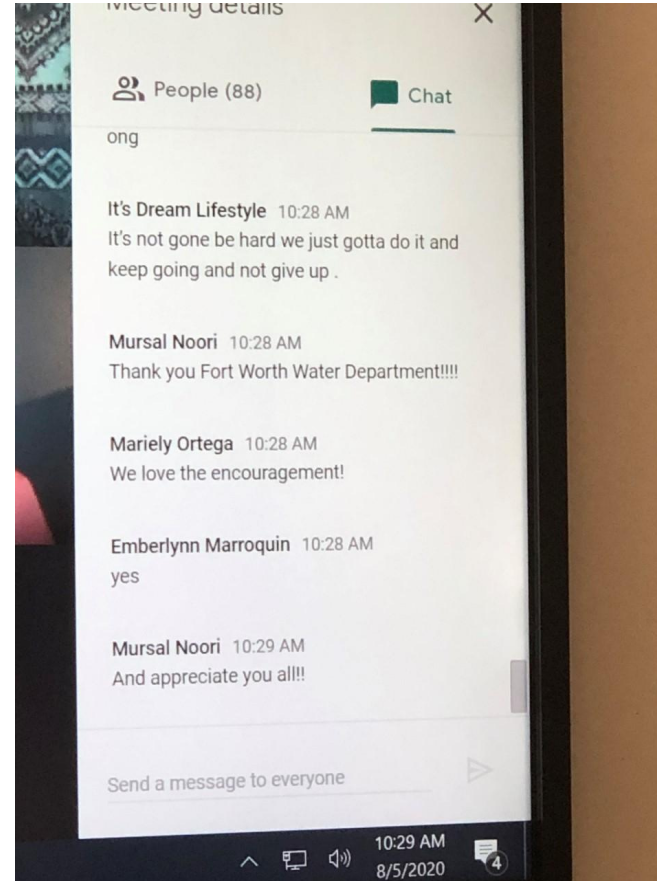 Meeting details
People (88)
Chat
ong
It's Dream Lifestyle 10:28 AM
It's not gone be hard we just gotta do it and
keep going and not give up .
Mursal Noori 10:28 AM
Thank you Fort Worth Water Department!!!!
Mariely Ortega 10:28 AM
We love the encouragement!
Emberlynn Marroquin 10:28 AM
yes
Mursal Noori 10:29 AM
And appreciate you all!!
Send a message to everyone
10:29 AM
8/5/2020
4